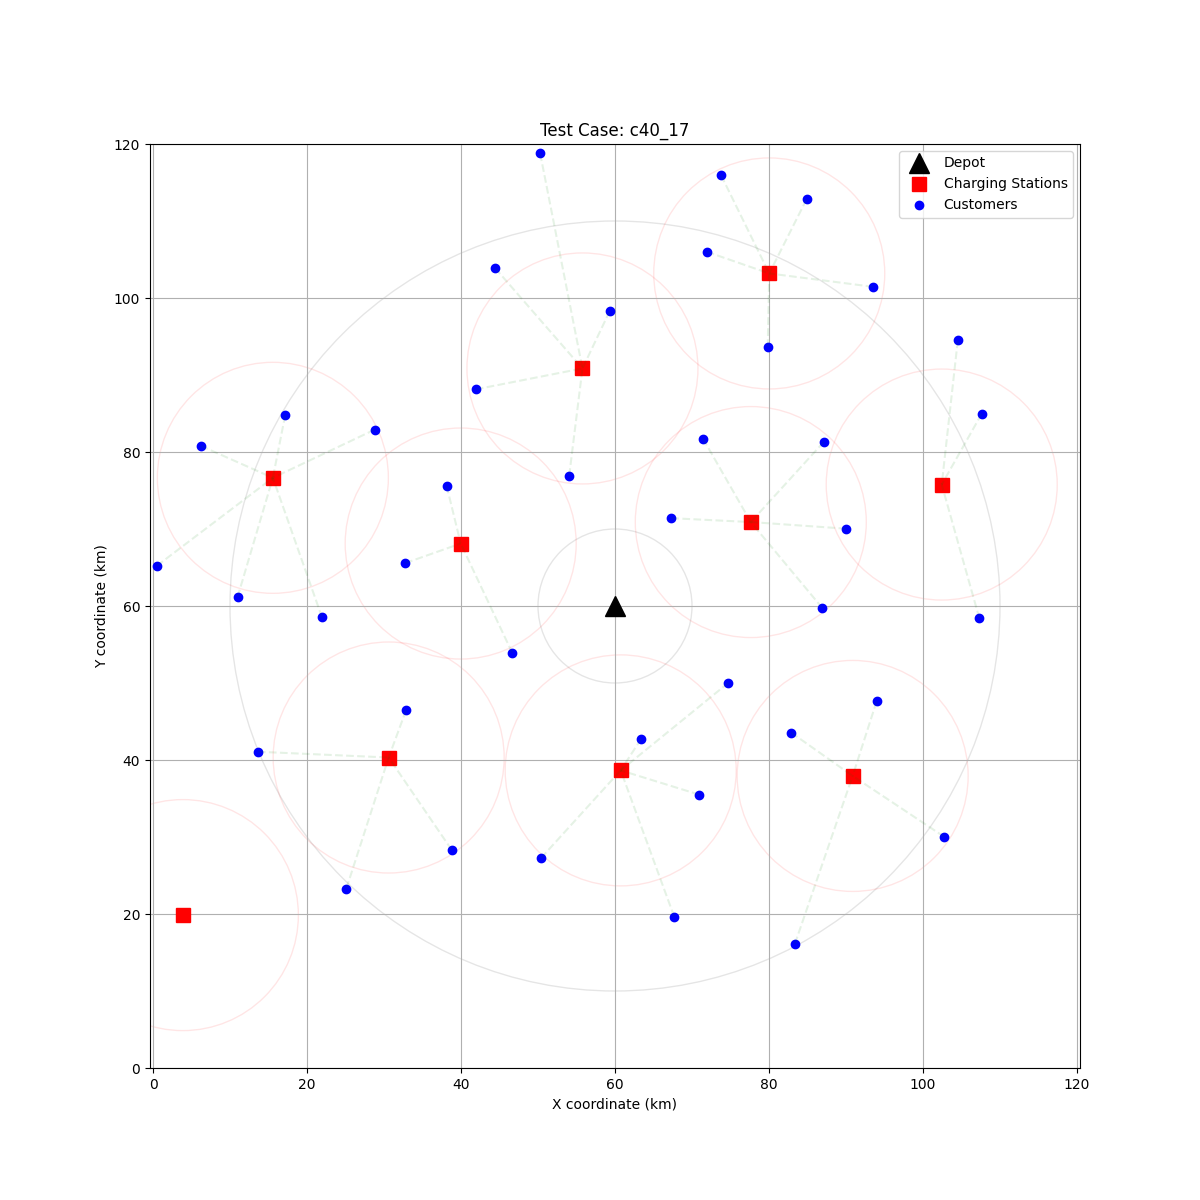 Test Case: c40_17
Depot
Charging Stations
Customers
Y coordinate (km)
120
100
80
60
40
20
0
0 20 40 60 80 100 120
X coordinate (km)